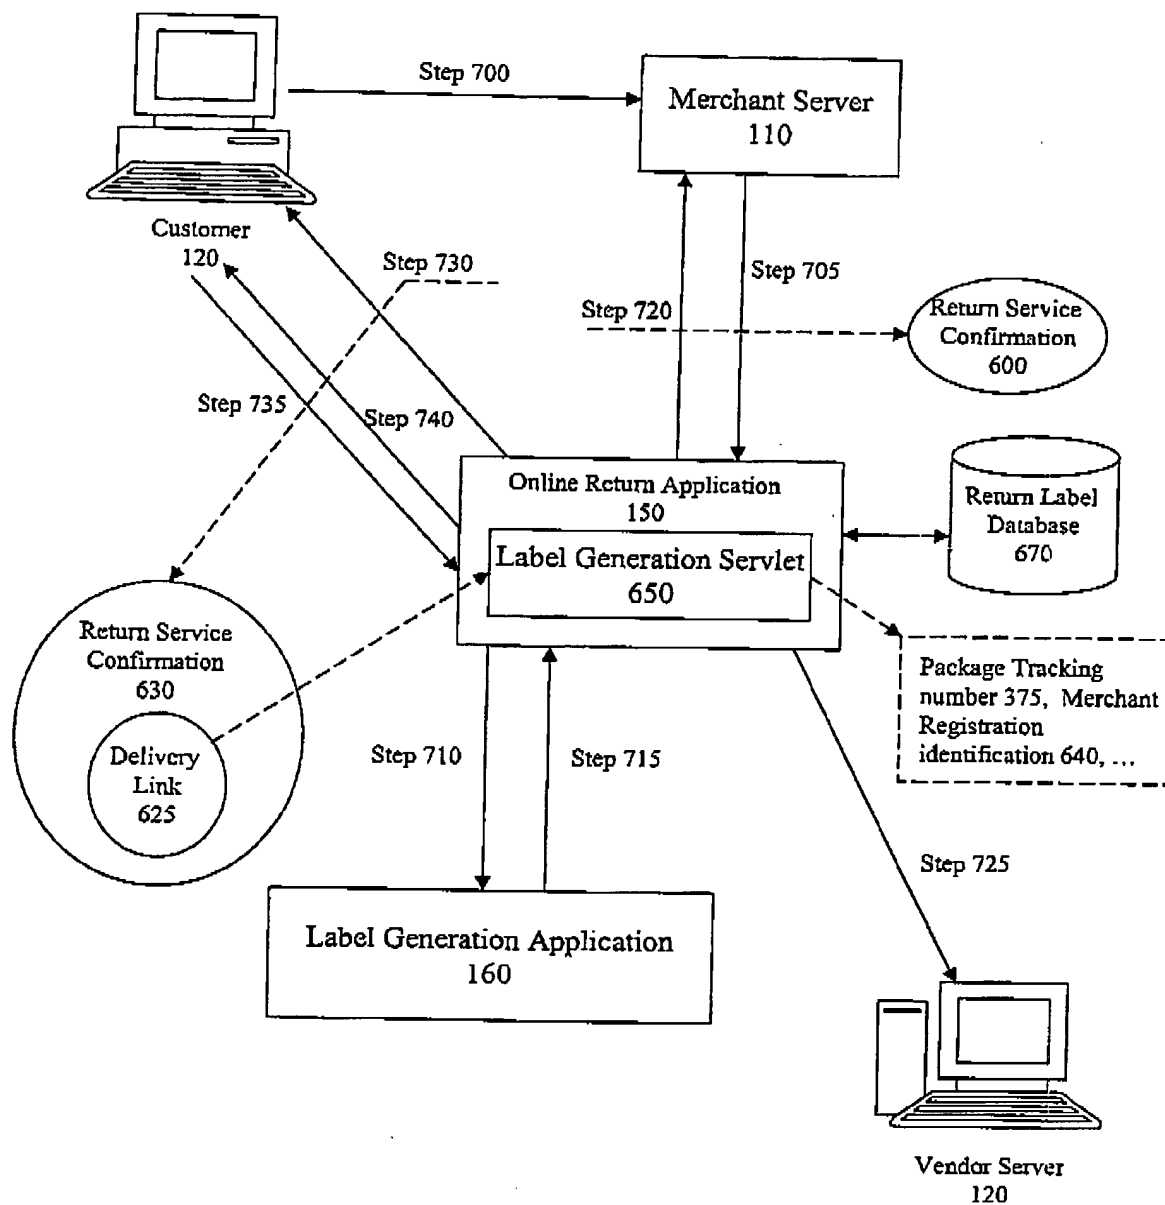 Step 700
Merchant Server
110
Customer
120
Step 730
Step 705
Step 720
Return Service
Confirmation
600
Step 735
Step 740
Online Return Application
150
Label Generation Servlet
650
Return Label
Database
670
Return Service
Confirmation
630
Delivery
Link
625
Package Tracking
number 375, Merchant
Registration
identification 640, ...
Step 710
Step 715
Step 725
Label Generation Application
160
Vendor Server
120